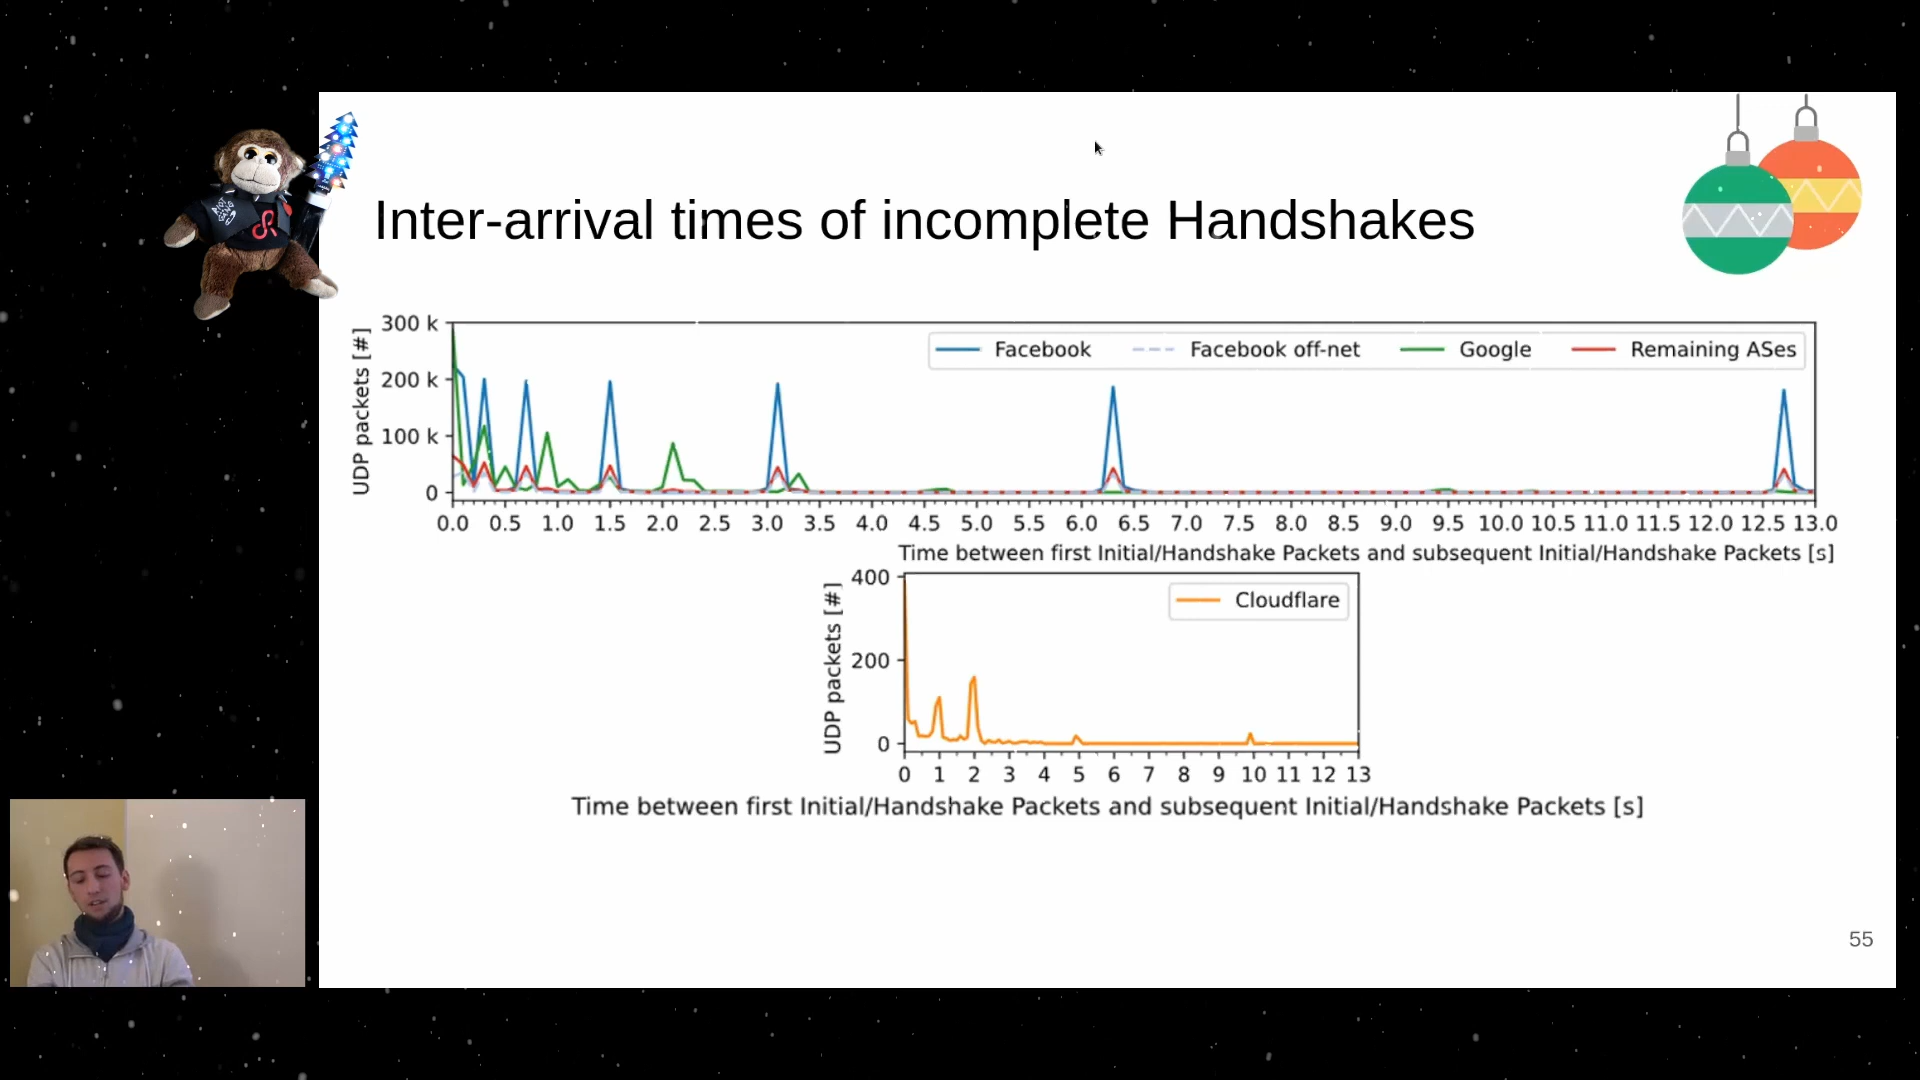 Inter-arrival times of incomplete Handshakes
300 k
200 k
100 k
0
UDP packets [#]
Facebook Facebook off-net Google Remaining ASes
0.0 0.5 1.0 1.5 2.0 2.5 3.0 3.5 4.0 4.5 5.0 5.5 6.0 6.5 7.0 7.5 8.0 8.5 9.0 9.5 10.0 10.5 11.0 11.5 12.0 12.5 13.0
Time between first Initial/Handshake Packets and subsequent Initial/Handshake Packets [s]
400
200
0
UDP packets [#]
Cloudflare
0 1 2 3 4 5 6 7 8 9 10 11 12 13
Time between first Initial/Handshake Packets and subsequent Initial/Handshake Packets [s]
55